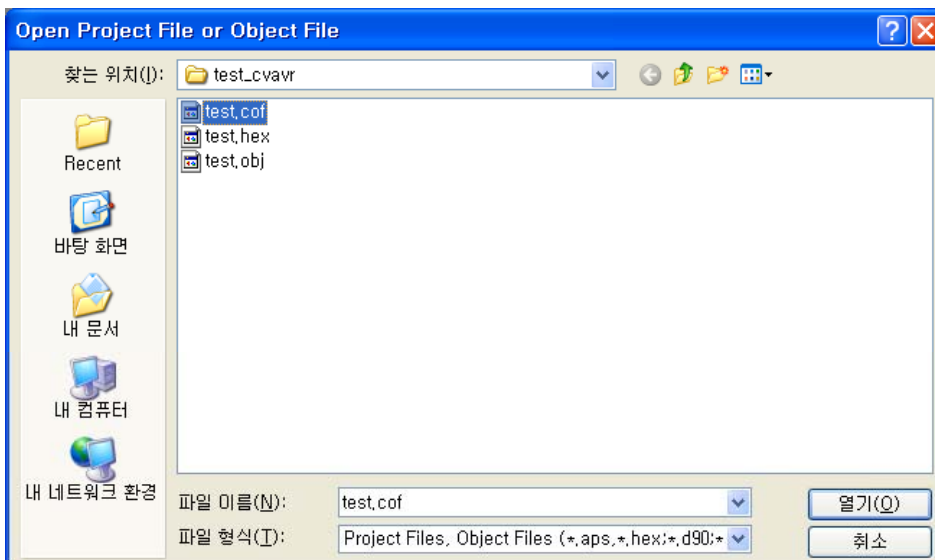 Open Project File or Object File
찾는 위치(I):
test_cvavr
test.cof
test.hex
test.obj
Recent
바탕 화면
내 문서
내 컴퓨터
내 네트워크 환경
파일 이름(N):
test.cof
열기(O)
파일 형식(T):
Project Files, Object Files (*.aps,*.hex;*.d90;*
취소